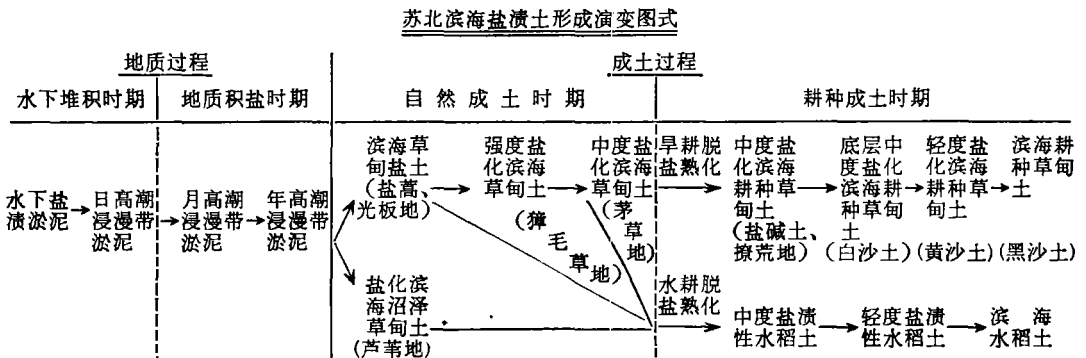 苏北滨海盐渍土形成演变图式
地质过程
成土过程
水下堆积时期
地质积盐时期
自然成土时期
耕种成土时期
水下盐
渍淤泥
日高潮
浸漫带
淤泥
月高潮
浸漫带
淤泥
年高潮
浸漫带
淤泥
滨海草
甸盐土
(盐蒿、
光板地)
强度盐
化滨海
草甸土
(獐毛草地)
中度盐
化滨海
草甸土
(茅草地)
盐化滨
海沼泽
草甸土
(芦苇地)
旱耕脱
盐熟化
中度盐
化滨海
耕种草
甸土
(盐碱土、
撩荒地)
底层中
度盐化
滨海耕
种草甸
土
(白沙土)
轻度盐
化滨海
耕种草
甸土
(黄沙土)
滨海耕
种草甸
土
(黑沙土)
水耕脱
盐熟化
中度盐渍
性水稻土
轻度盐渍
性水稻土
滨海
水稻土